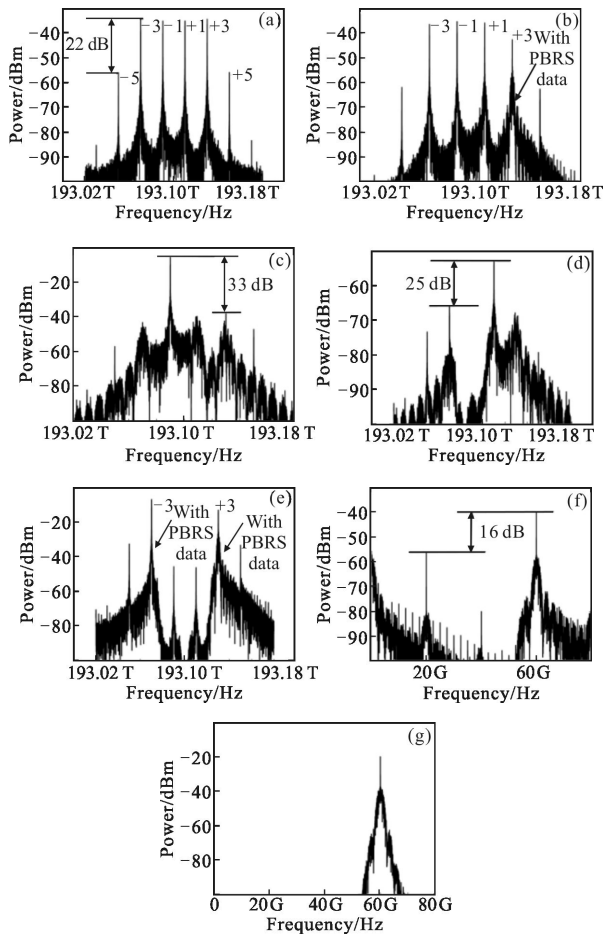 (a)
−3 −1 +1 +3
22 dB
−5
+5
Power/dBm
−40
−50
−60
−70
−80
−90
193.02T 193.10T 193.18T
Frequency/Hz
(b)
−3 −1 +1
+3With
PBRS
data
Power/dBm
−30
−40
−50
−60
−70
−80
−90
193.02T 193.10T 193.18T
Frequency/Hz
(c)
33 dB
Power/dBm
−20
−40
−60
−80
193.02 T 193.10 T 193.18 T
Frequency/Hz
(d)
25 dB
Power/dBm
−60
−70
−80
−90
193.02 T 193.10 T 193.18 T
Frequency/Hz
(e)
−3 With
PBRS
data
+3
With
PBRS
data
Power/dBm
−20
−40
−60
−80
193.02 T 193.10 T 193.18 T
Frequency/Hz
(f)
16 dB
Power/dBm
−40
−50
−60
−70
−80
−90
20G 60G
Frequency/Hz
(g)
Power/dBm
−20
−40
−60
−80
0 20G 40G 60G 80G
Frequency/Hz